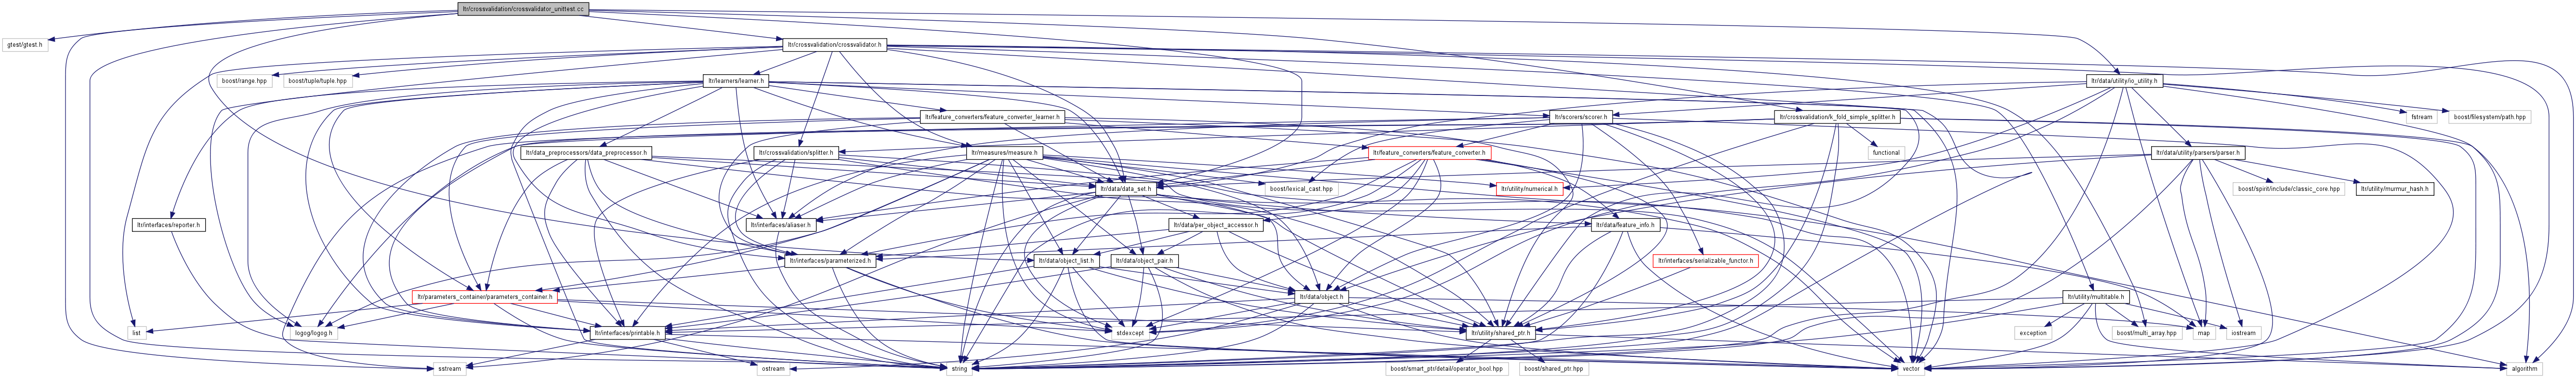 ltr/crossvalidation/crossvalidator_unittest.cc
gtest/gtest.h
ltr/crossvalidation/crossvalidator.h
boost/range.hpp
boost/tuple/tuple.hpp
ltr/learners/learner.h
ltr/data/utility/io_utility.h
ltr/feature_converters/feature_converter_learner.h
ltr/scorers/scorer.h
ltr/crossvalidation/k_fold_simple_splitter.h
fstream
boost/filesystem/path.hpp
ltr/data_preprocessors/data_preprocessor.h
ltr/crossvalidation/splitter.h
ltr/measures/measure.h
ltr/feature_converters/feature_converter.h
functional
ltr/data/utility/parsers/parser.h
ltr/data/data_set.h
boost/lexical_cast.hpp
ltr/utility/numerical.h
boost/spirit/include/classic_core.hpp
ltr/utility/murmur_hash.h
ltr/interfaces/reporter.h
ltr/interfaces/aliaser.h
ltr/data/per_object_accessor.h
ltr/data/feature_info.h
ltr/interfaces/parameterized.h
ltr/data/object_list.h
ltr/data/object_pair.h
ltr/interfaces/serializable_functor.h
ltr/parameters_container/parameters_container.h
ltr/data/object.h
ltr/utility/multitable.h
list
logog/logog.h
ltr/interfaces/printable.h
stdexcept
ltr/utility/shared_ptr.h
exception
boost/multi_array.hpp
map
iostream
sstream
ostream
string
boost/smart_ptr/detail/operator_bool.hpp
boost/shared_ptr.hpp
vector
algorithm